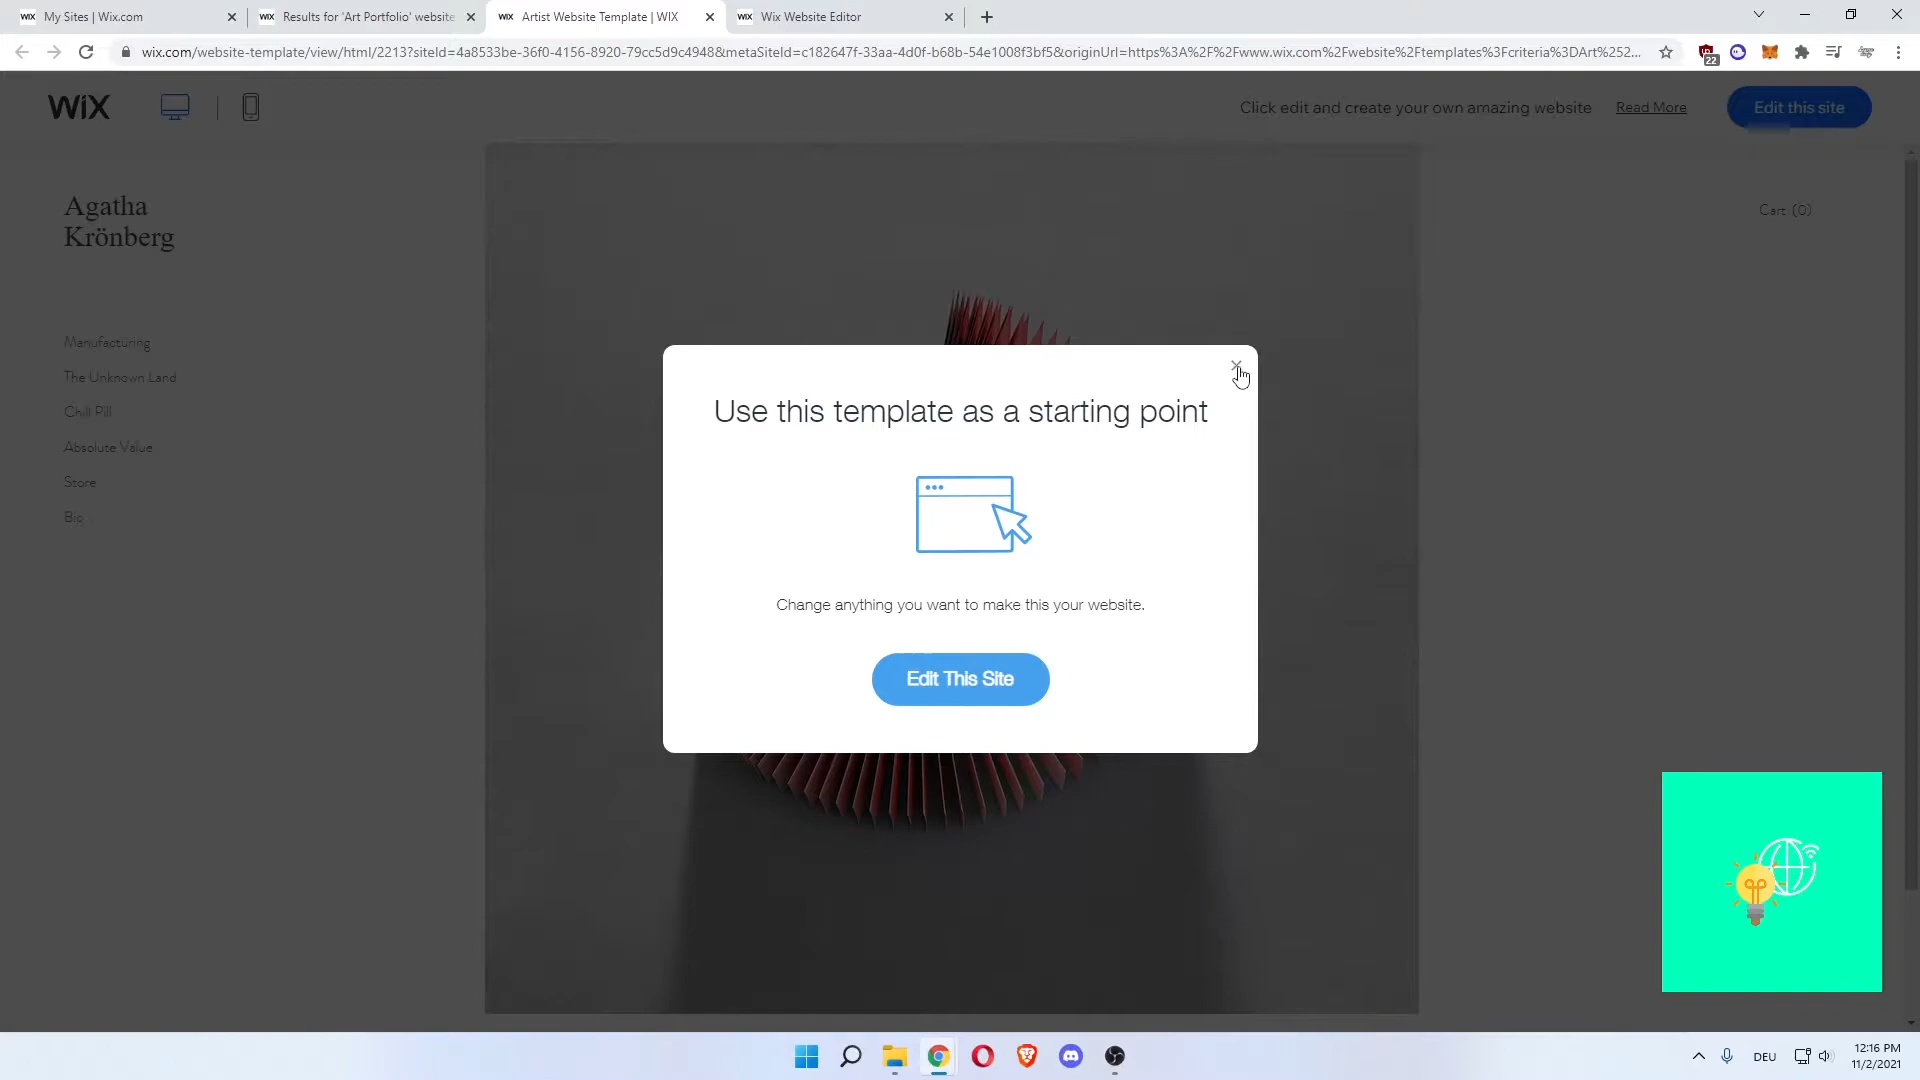 WiX My Sites | Wix.com
WiX Results for 'Art Portfolio' website
WiX Artist Website Template | WIX
WiX Wix Website Editor
wix.com/website-template/view/html/2213?siteId=4a8533be-36f0-4156-8920-79cc5d9c4948&metaSiteId=c182647f-33aa-4d0f-b68b-54e1008f3bf5&originUrl=https%3A%2F%2Fwww.wix.com%2Fwebsite%2Ftemplates%3Fcriteria%3DArt%252...
22
WiX
Click edit and create your own amazing website
Read More
Edit this site
Agatha
Krönberg
Cart (0)
Manufacturing
The Unknown Land
Chill Pill
Absolute Value
Store
Bio
Use this template as a starting point
Change anything you want to make this your website.
Edit This Site
DEU
12:16 PM
11/2/2021